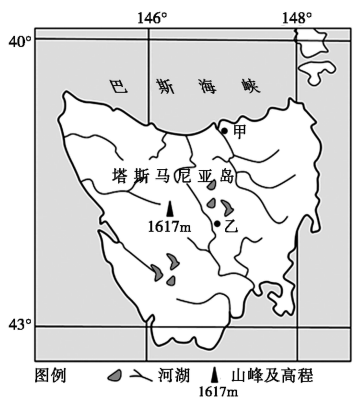 146° 148°
40°
巴斯海峡
甲
塔斯马尼亚岛
1617m
乙
43°
图例 河湖 山峰及高程
1617m